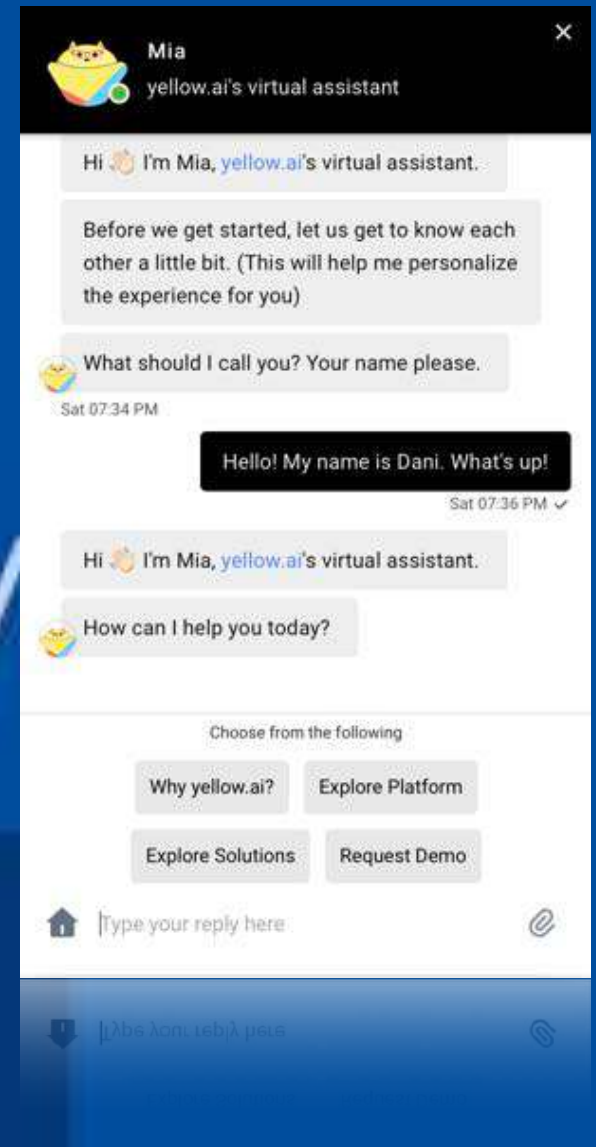 Mia
yellow.ai's virtual assistant
Hi 👋 I'm Mia, yellow.ai's virtual assistant.
Before we get started, let us get to know each
other a little bit. (This will help me personalize
the experience for you)
What should I call you? Your name please.
Sat 07:34 PM
Hello! My name is Dani. What's up!
Sat 07:36 PM
Hi 👋 I'm Mia, yellow.ai's virtual assistant.
How can I help you today?
Choose from the following
Why yellow.ai?
Explore Platform
Explore Solutions
Request Demo
Type your reply here